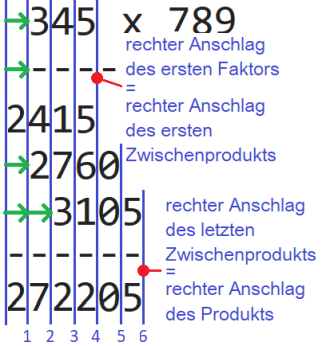 345 x 789
rechter Anschlag
---- des ersten Faktors
=
rechter Anschlag
2415 des ersten
2760 Zwischenprodukts
3105 rechter Anschlag
des letzten
------ Zwischenprodukts
=
272205 rechter Anschlag
des Produkts
1 2 3 4 5 6